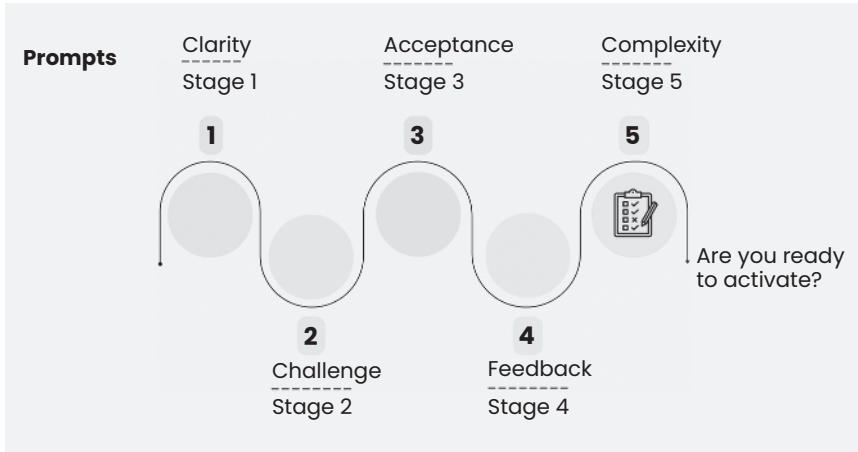 Prompts
Clarity
Stage 1
Acceptance
Stage 3
Complexity
Stage 5
1
3
5
2
4
Challenge
Stage 2
Feedback
Stage 4
Are you ready
to activate?